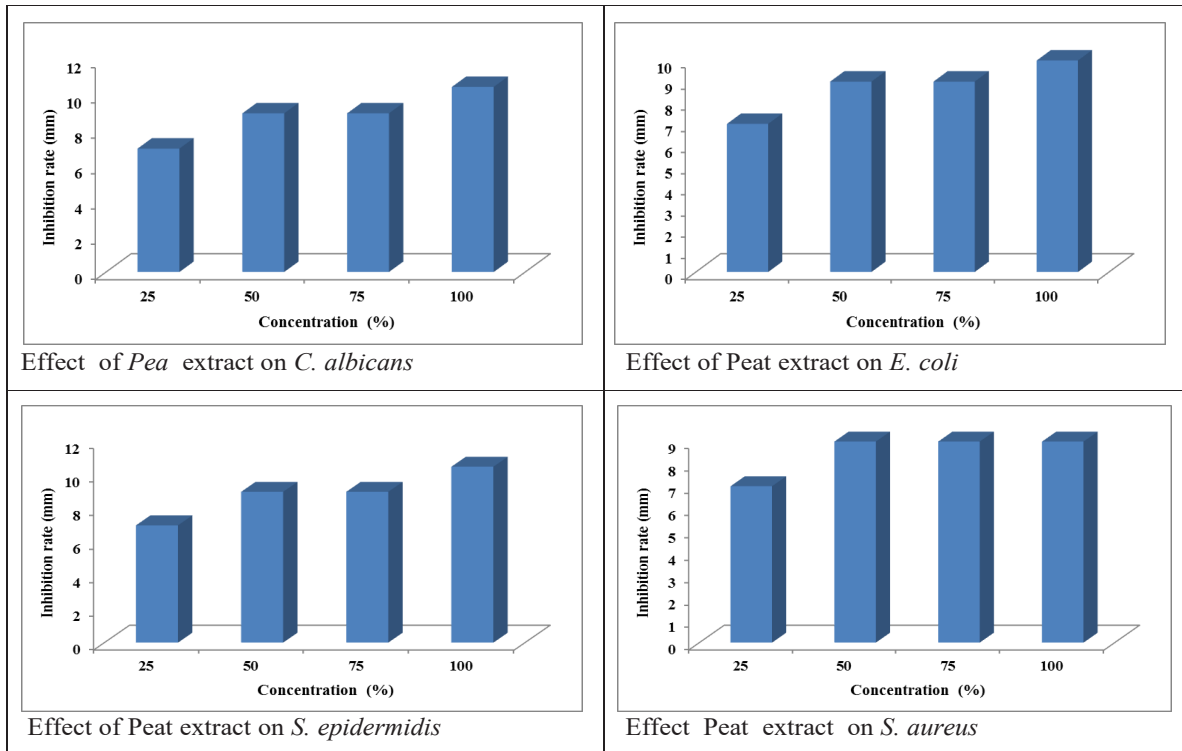 12
10
8
6
4
2
0
Inhibition rate (mm)
25 50 75 100
Concentration (%)
Effect of Pea extract on C. albicans
10
9
8
7
6
5
4
3
2
1
0
Inhibition rate (mm)
25 50 75 100
Concentration (%)
Effect of Peat extract on E. coli
12
10
8
6
4
2
0
Inhibition rate (mm)
25 50 75 100
Concentration (%)
Effect of Peat extract on S. epidermidis
9
8
7
6
5
4
3
2
1
0
Inhibition rate (mm)
25 50 75 100
Concentration (%)
Effect Peat extract on S. aureus